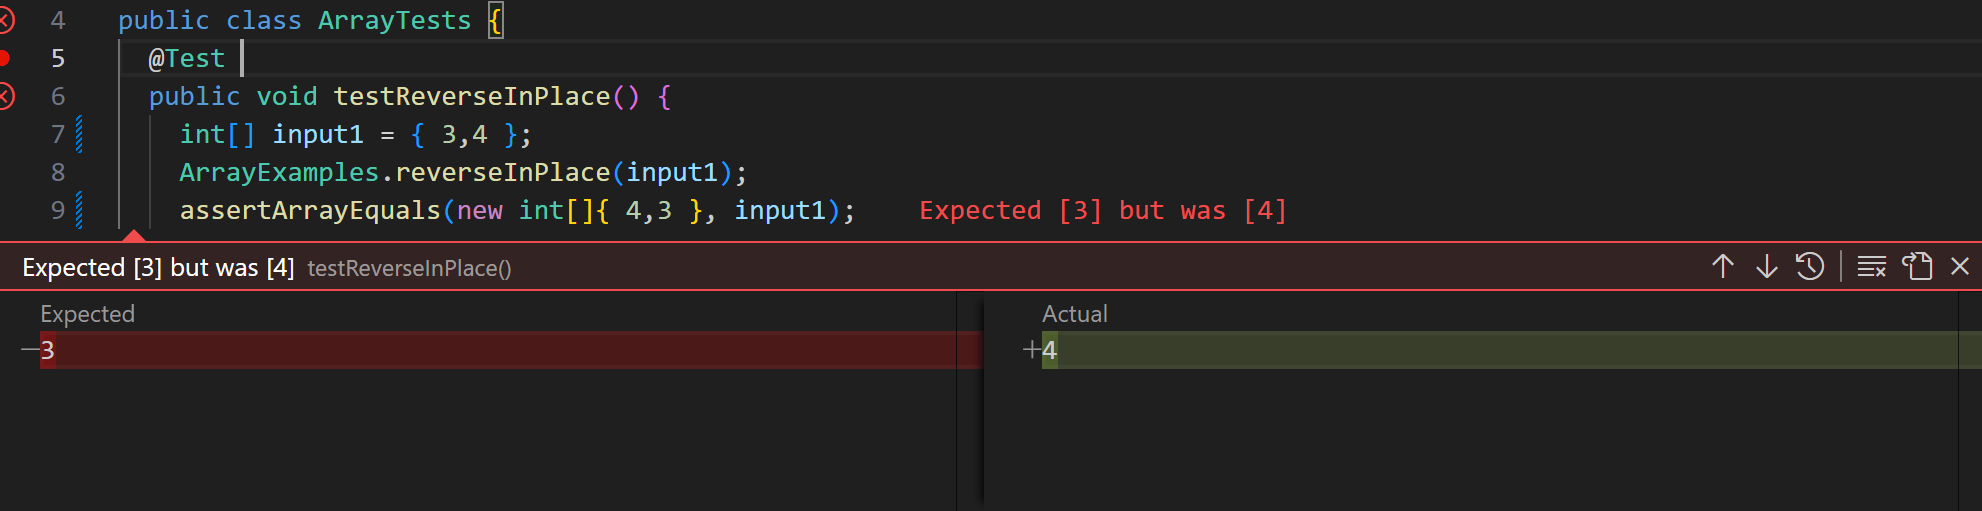 4 public class ArrayTests {
5 @Test
6 public void testReverseInPlace() {
7 int[] input1 = { 3,4 };
8 ArrayExamples.reverseInPlace(input1);
9 assertArrayEquals(new int[]{ 4,3 }, input1); Expected [3] but was [4]
Expected [3] but was [4] testReverseInPlace()
Expected Actual
−3 +4